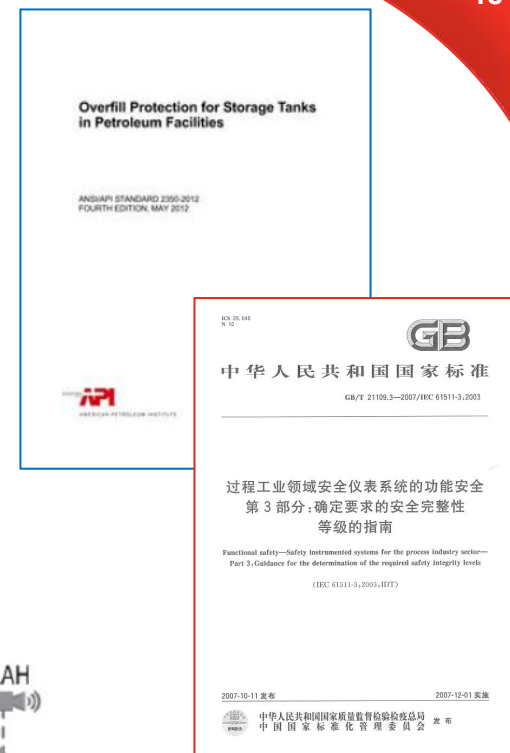 Overfill Protection for Storage Tanks
in Petroleum Facilities
ANSI/API STANDARD 2350-2012
FOURTH EDITION, MAY 2012
energy API
AMERICAN PETROLEUM INSTITUTE
ICS 25.040
N 10
GB
中华人民共和国国家标准
GB/T 21109.3—2007/IEC 61511-3:2003
过程工业领域安全仪表系统的功能安全
第3部分:确定要求的安全完整性
等级的指南
Functional safety—Safety instrumented systems for the process industry sector—
Part 3:Guidance for the determination of the required safety integrity levels
(IEC 61511-3:2003,IDT)
2007-10-11发布
2007-12-01实施
中华人民共和国国家质量监督检验检疫总局
中国国家标准化管理委员会
发布
AH